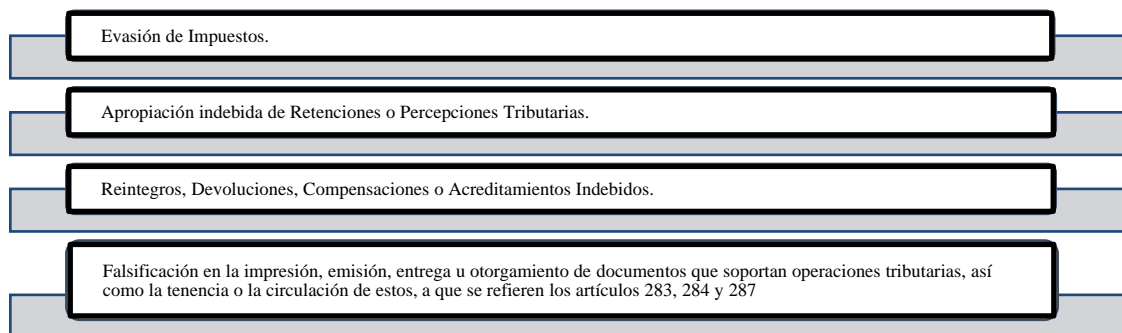 Evasión de Impuestos.
Apropiación indebida de Retenciones o Percepciones Tributarias.
Reintegros, Devoluciones, Compensaciones o Acreditamientos Indebidos.
Falsificación en la impresión, emisión, entrega u otorgamiento de documentos que soportan operaciones tributarias, así
como la tenencia o la circulación de estos, a que se refieren los artículos 283, 284 y 287